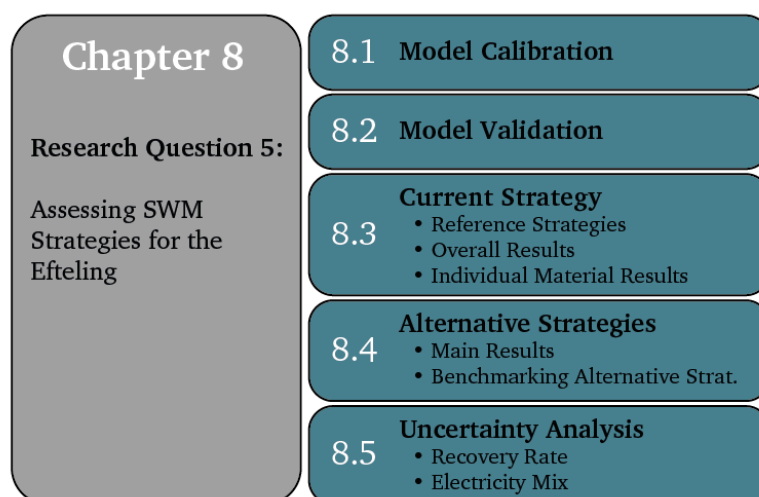 Chapter 8
Research Question 5:
Assessing SWM
Strategies for the
Efteling
8.1 Model Calibration
8.2 Model Validation
8.3 Current Strategy
• Reference Strategies
• Overall Results
• Individual Material Results
8.4 Alternative Strategies
• Main Results
• Benchmarking Alternative Strat.
8.5 Uncertainty Analysis
• Recovery Rate
• Electricity Mix